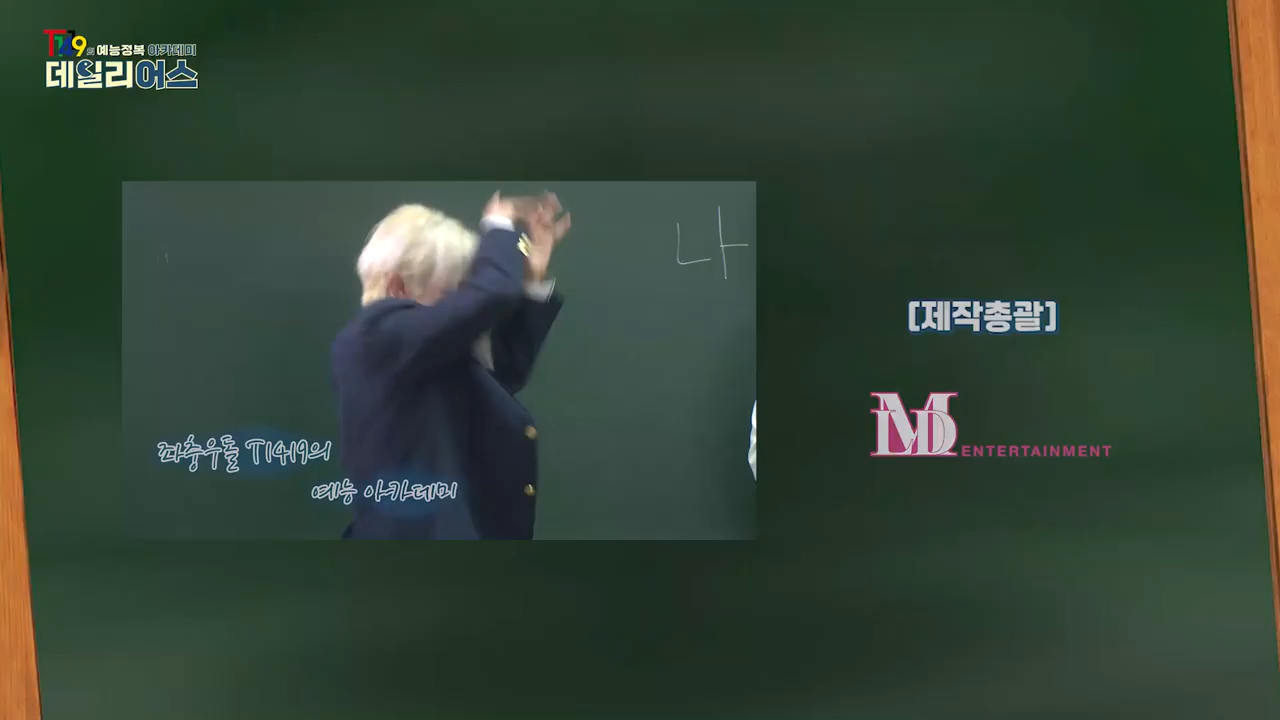 T1419의 예능정복 아카데미
데일리어스
나
[제작총괄]
MLD
ENTERTAINMENT
좌충우돌 T1419의
예능 아카데미